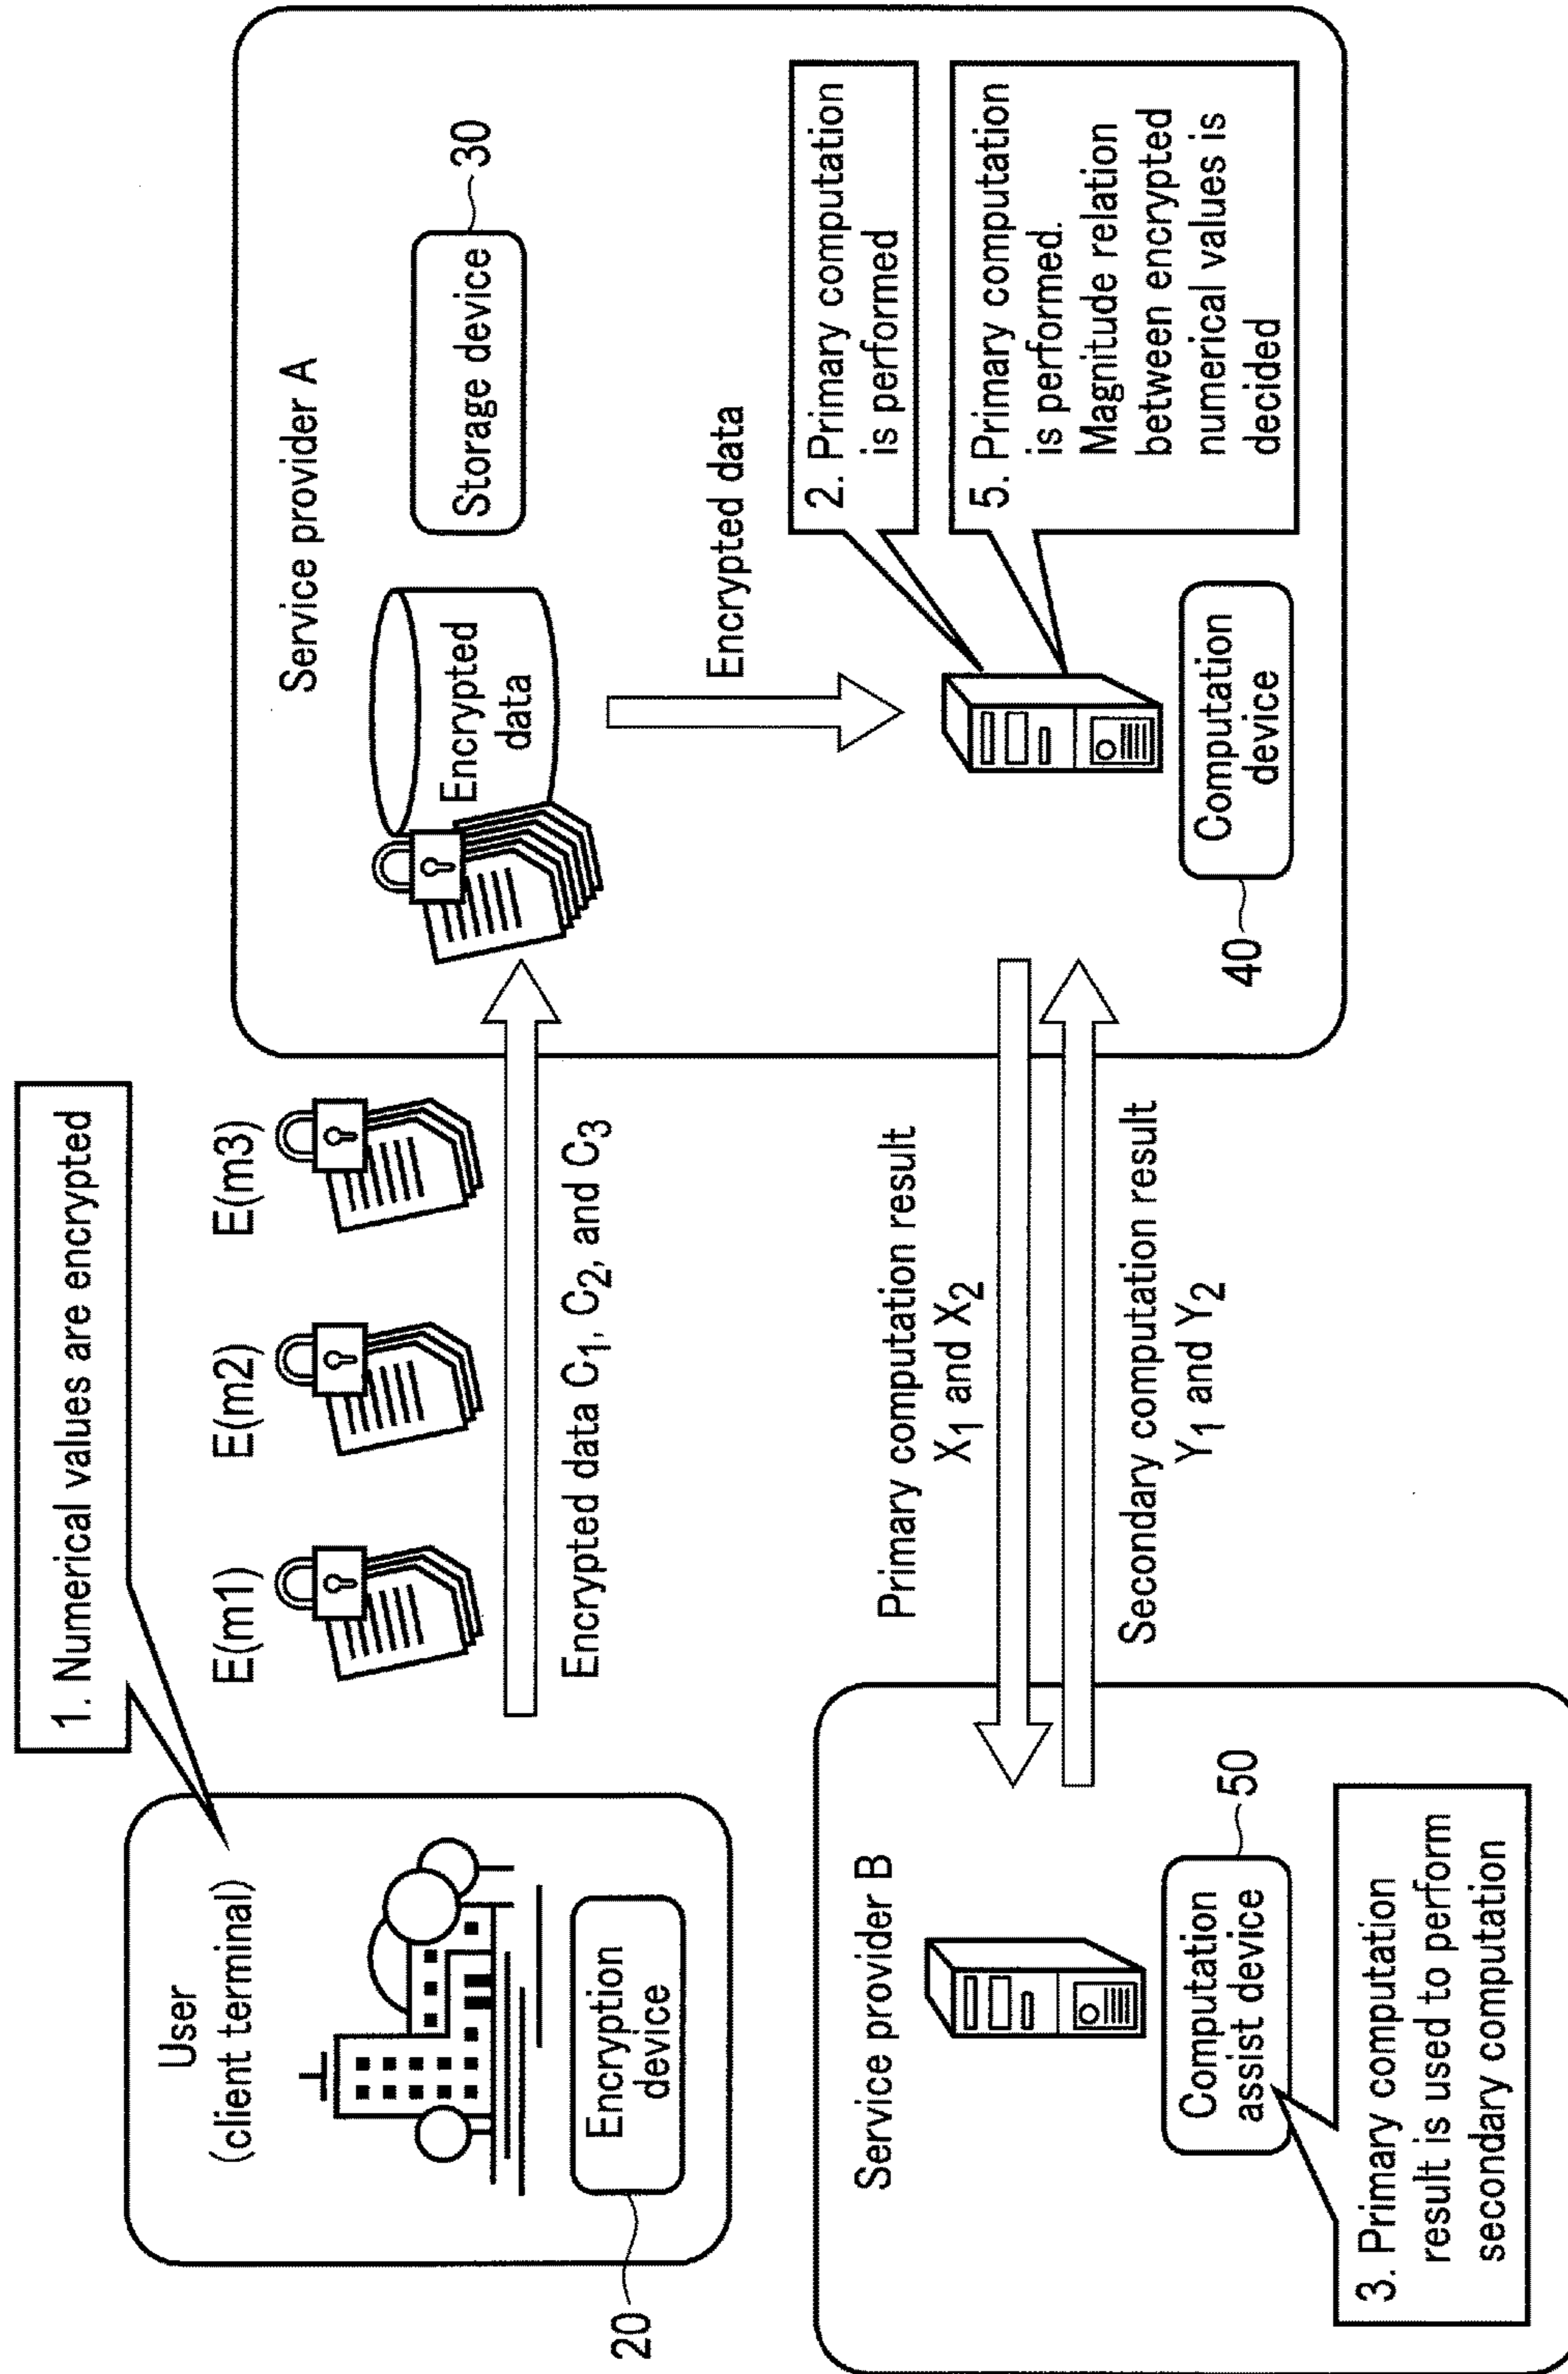 1. Numerical values are encrypted
User
(client terminal)
Encryption
device
20
E(m1)
E(m2)
E(m3)
Encrypted data C1, C2, and C3
Service provider A
Encrypted
data
Storage device
30
Encrypted data
2. Primary computation
is performed
5. Primary computation
is performed.
Magnitude relation
between encrypted
numerical values is
decided
Computation
device
40
Primary computation result
X1 and X2
Secondary computation result
Y1 and Y2
Service provider B
Computation
assist device
50
3. Primary computation
result is used to perform
secondary computation